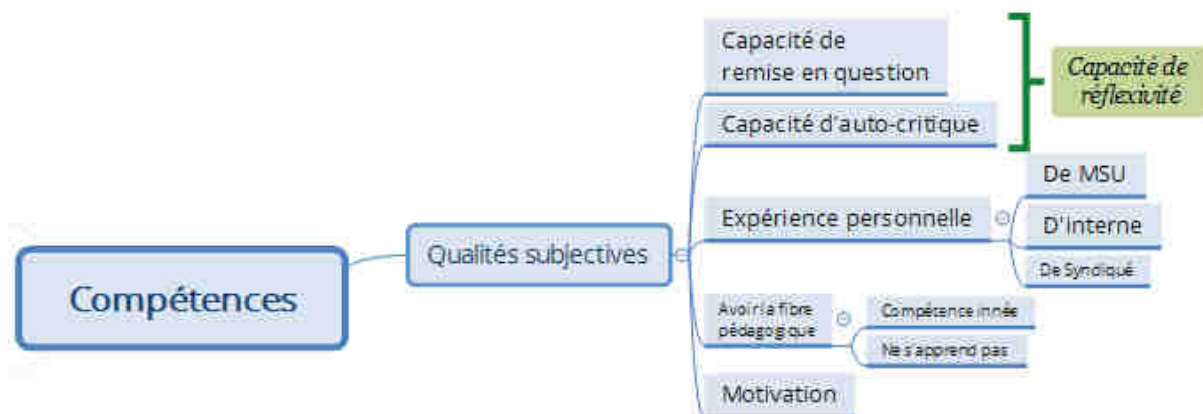 Capacité de
remise en question
Capacité d'auto-critique
Capacité de
réflexivité
De MSU
Expérience personnelle
D'Interne
De Syndiqué
Qualités subjectives
Compétences
Avoir la fibre
pédagogique
Compétence innée
Ne s'apprend pas
Motivation